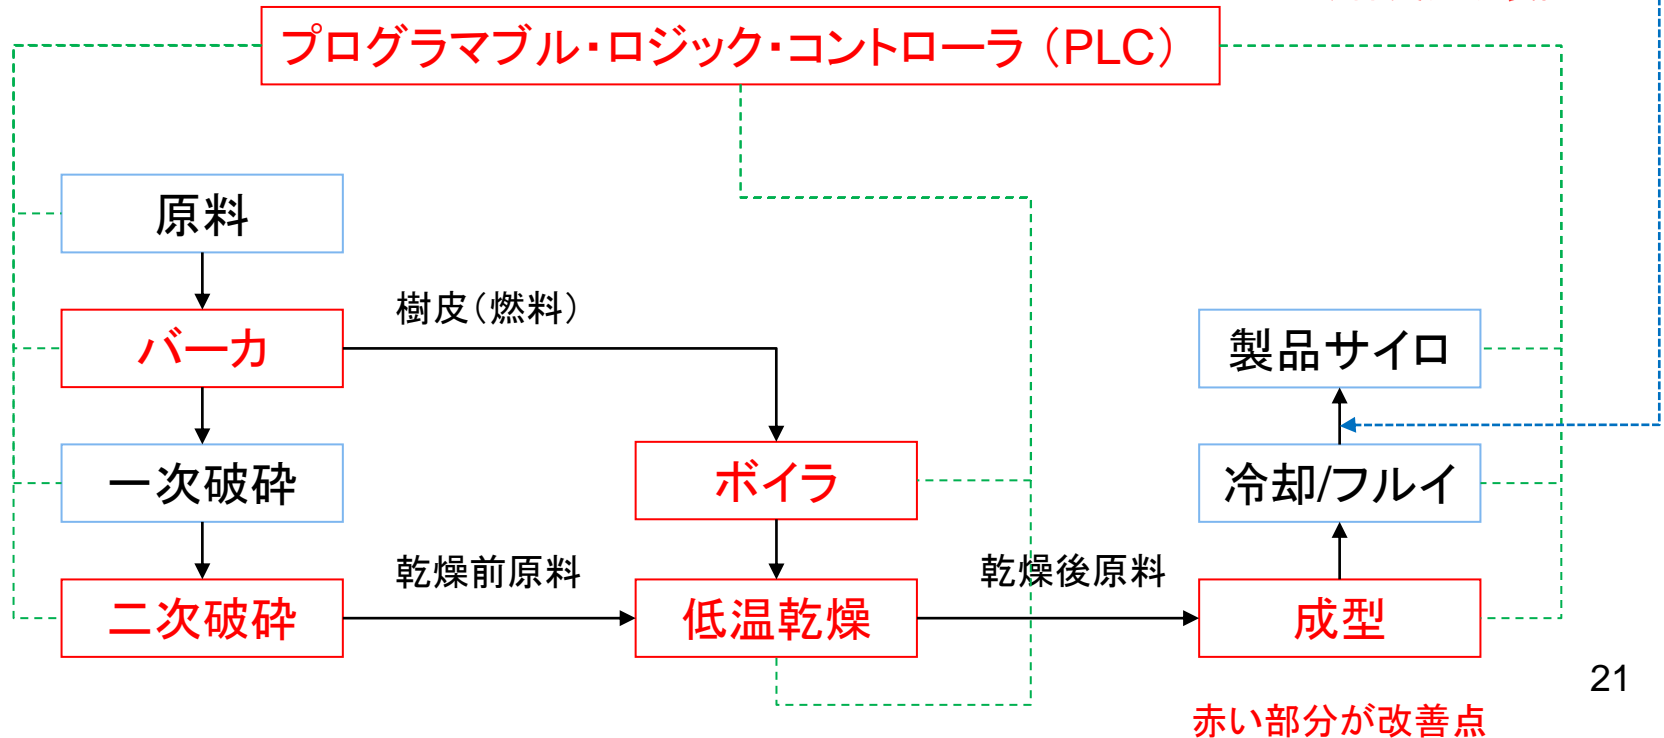 プログラマブル・ロジック・コントローラ（PLC）
原料
バーカ
樹皮（燃料）
製品サイロ
一次破砕
ボイラ
冷却/フルイ
乾燥前原料
乾燥後原料
二次破砕
低温乾燥
成型
21
赤い部分が改善点